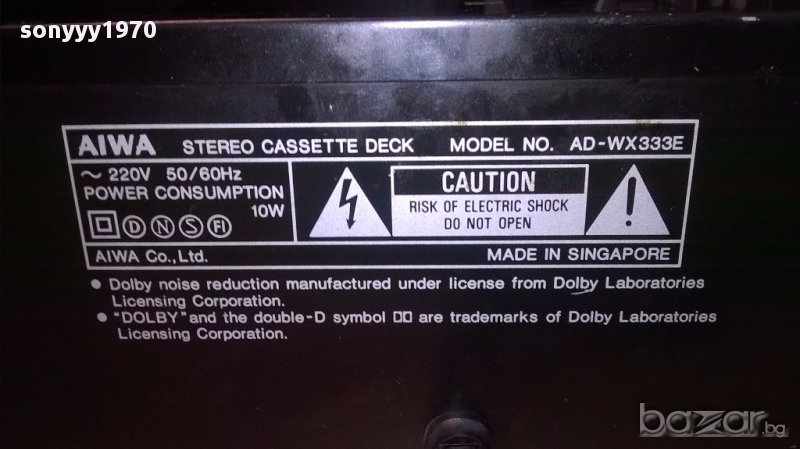 sonyyy1970
AIWA STEREO CASSETTE DECK MODEL NO. AD-WX333E
~ 220V 50/60Hz
POWER CONSUMPTION
10W
D N S FI
CAUTION
RISK OF ELECTRIC SHOCK
DO NOT OPEN
AIWA Co., Ltd. MADE IN SINGAPORE
• Dolby noise reduction manufactured under license from Dolby Laboratories
Licensing Corporation.
• "DOLBY" and the double-D symbol DD are trademarks of Dolby Laboratories
Licensing Corporation.
bazar.bg